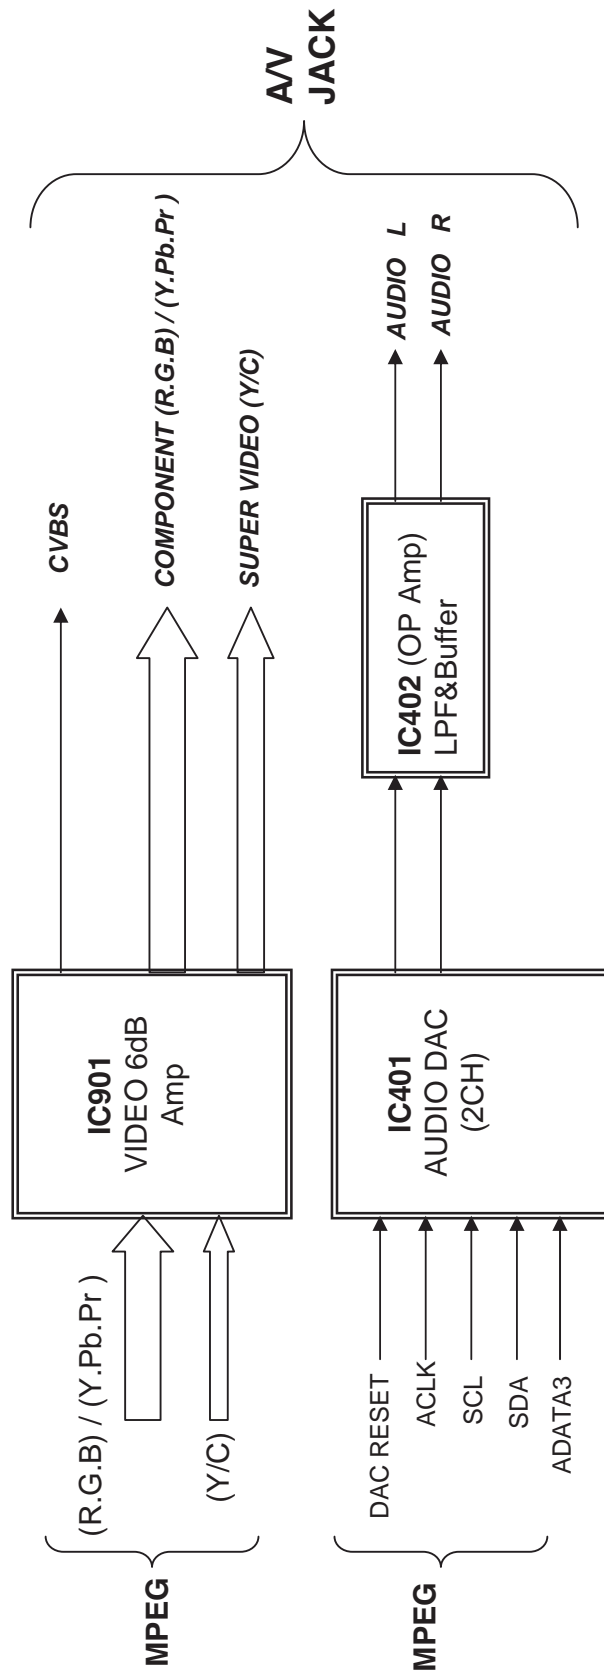 MPEG
(R.G.B) / (Y.Pb.Pr )
(Y/C)
IC901
VIDEO 6dB
Amp
CVBS
COMPONENT (R.G.B) / (Y.Pb.Pr )
SUPER VIDEO (Y/C)
A/V
JACK
MPEG
DAC RESET
ACLK
SCL
SDA
ADATA3
IC401
AUDIO DAC
(2CH)
IC402 (OP Amp)
LPF&Buffer
AUDIO L
AUDIO R